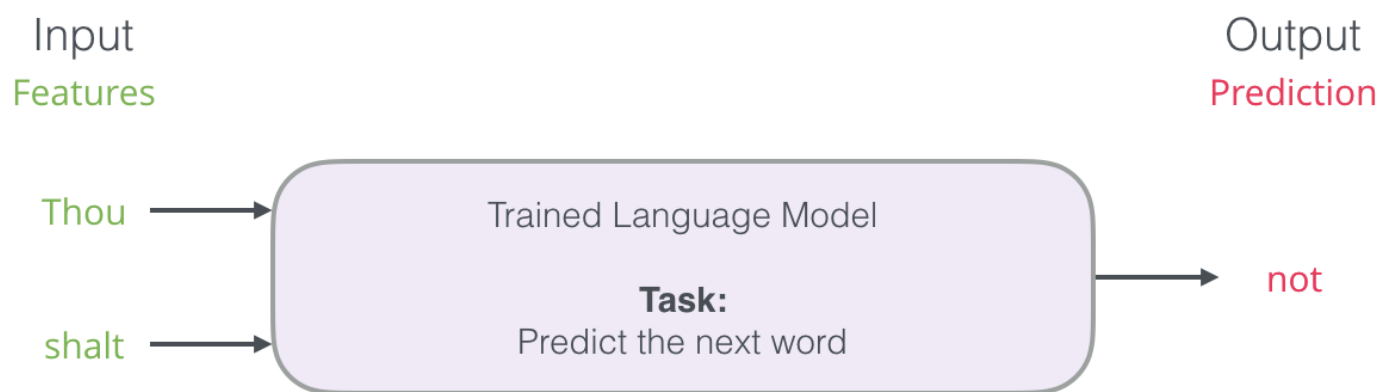 Input
Output
Features
Prediction
Thou
Trained Language Model
not
Task:
shalt
Predict the next word